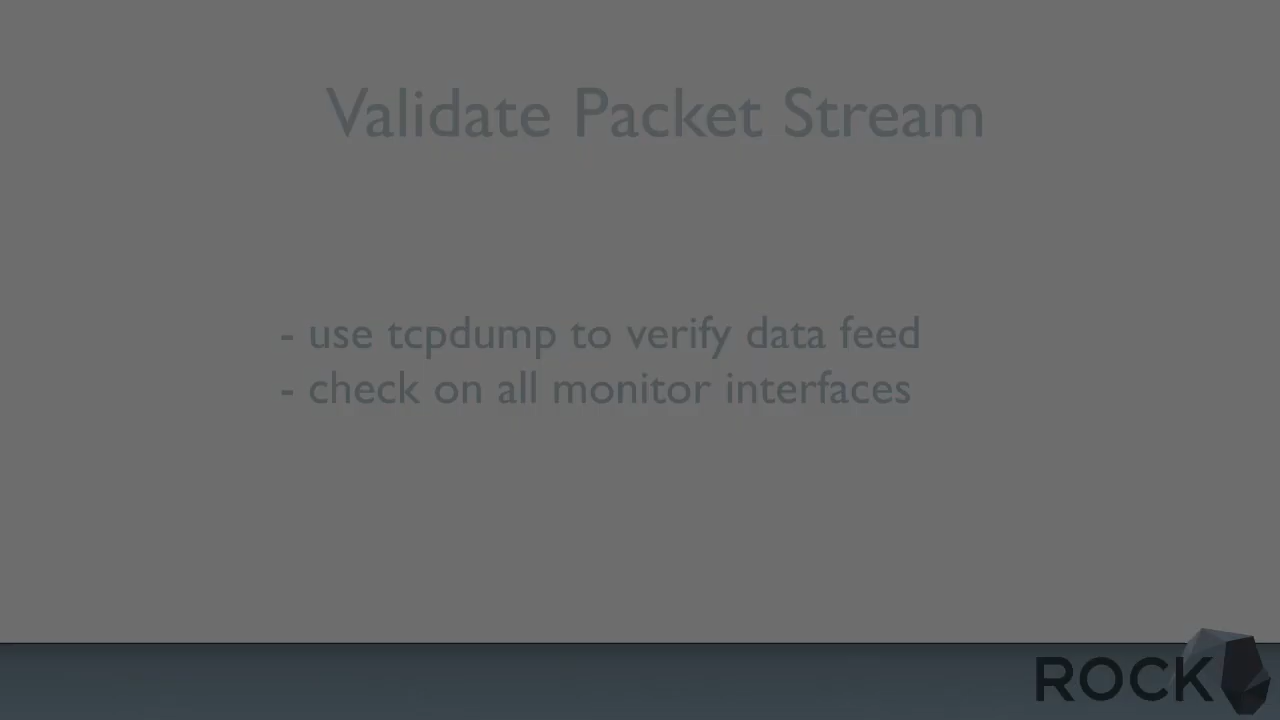 Validate Packet Stream
- use tcpdump to verify data feed
- check on all monitor interfaces
ROCK